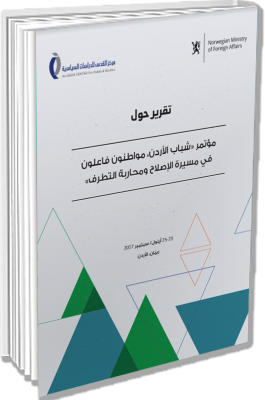 مركز القدس للدراسات السياسية
Norwegian Ministry
of Foreign Affairs
تقرير حول
مؤتمر «شباب الأردن، مواطنون فاعلون
في مسيرة الإصلاح ومحاربة التطرف»
عمان، الأردن